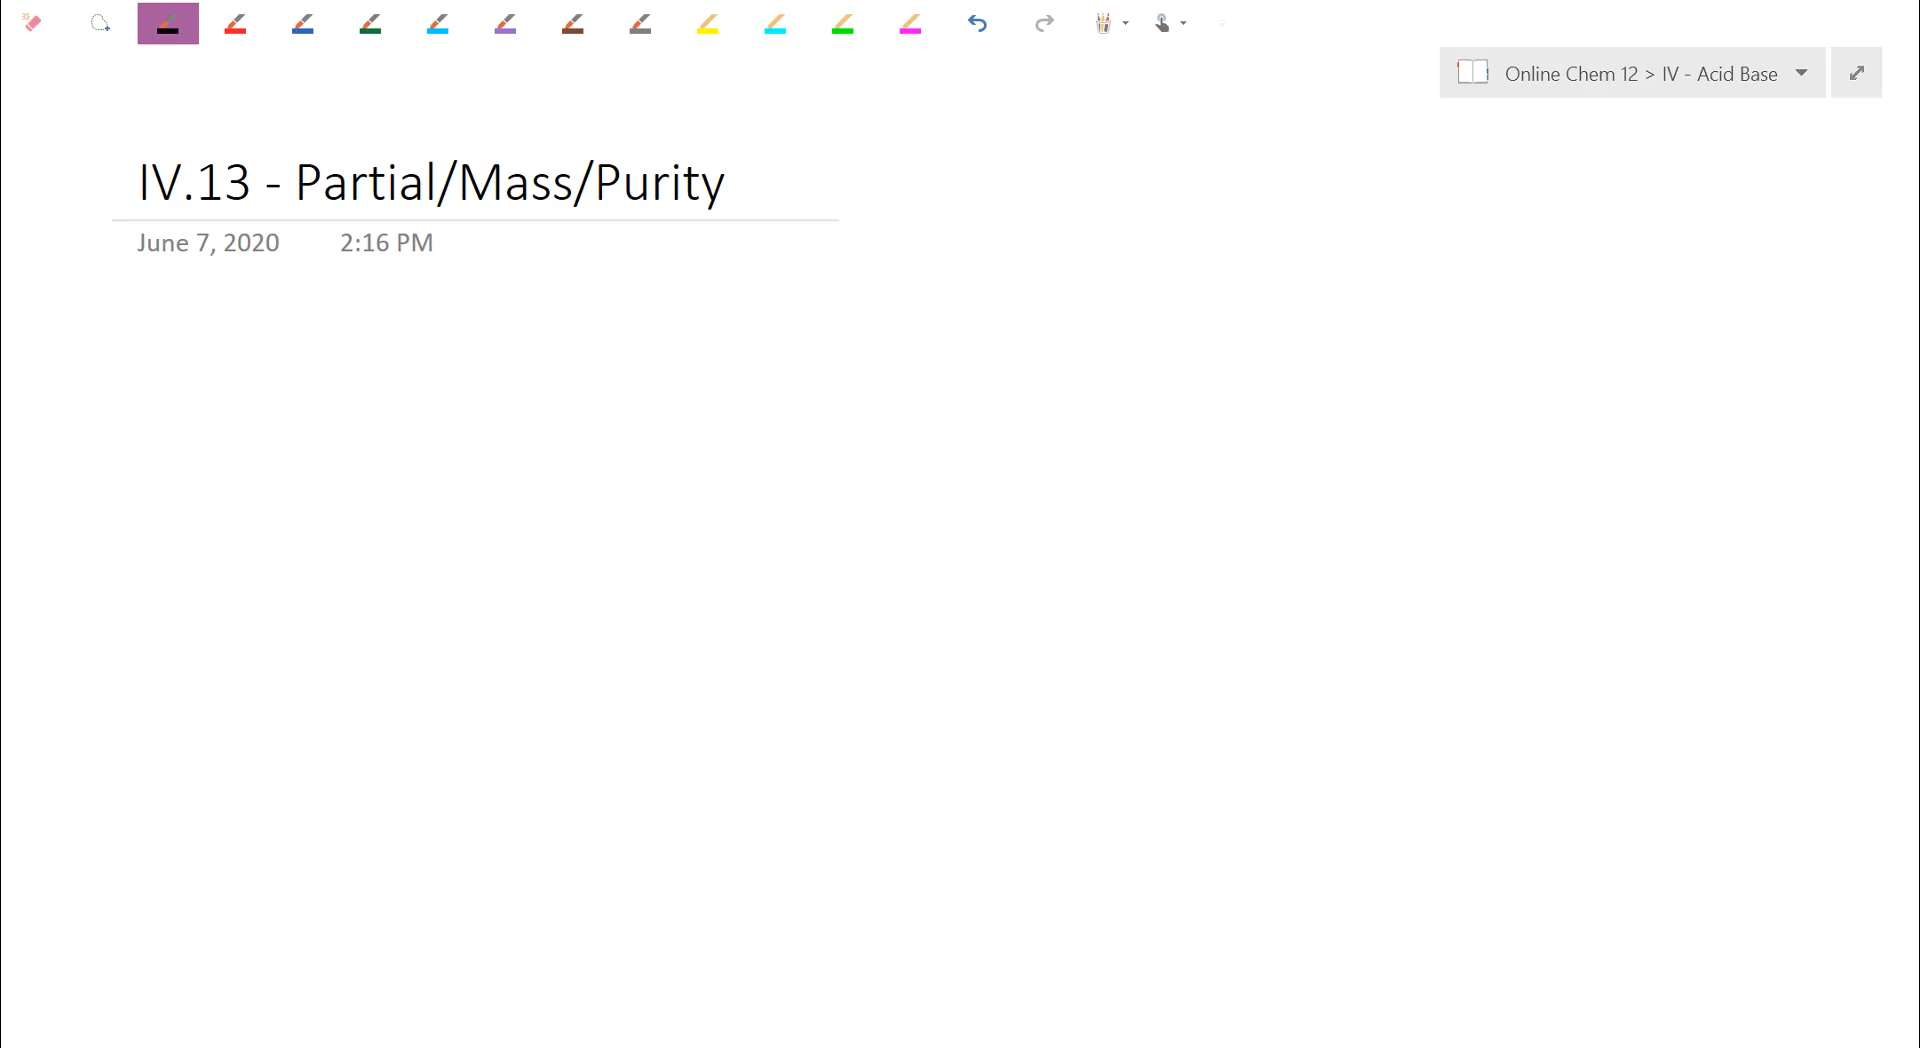 Online Chem 12 > IV - Acid Base
IV.13 - Partial/Mass/Purity
June 7, 2020 2:16 PM